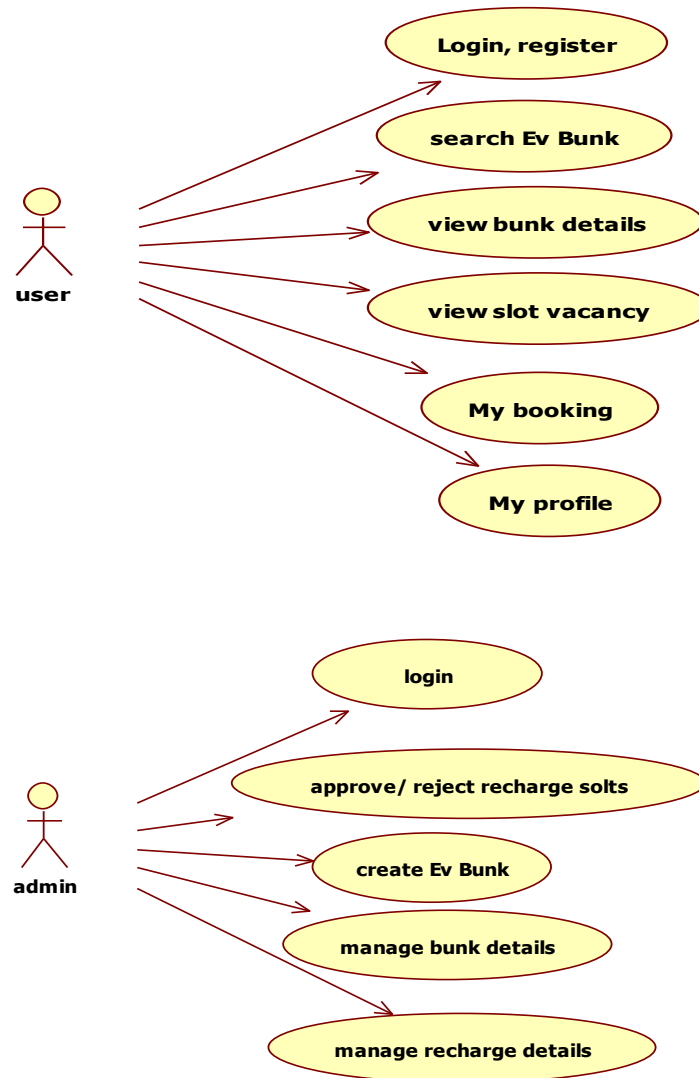 Login, register
search Ev Bunk
view bunk details
user
view slot vacancy
My booking
My profile
login
approve/ reject recharge solts
create Ev Bunk
admin
manage bunk details
manage recharge details